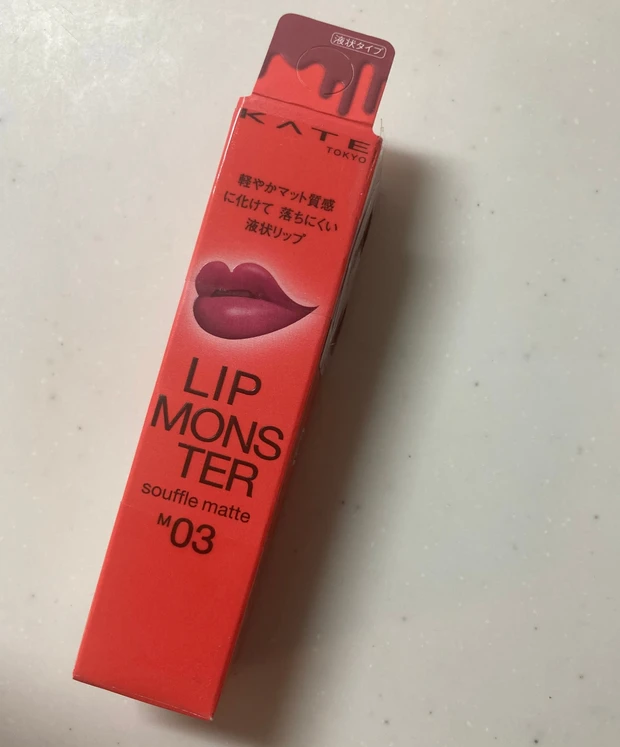 液状タイプ
KATE
TOKYO
軽やかマット質感
に化けて 落ちにくい
液状リップ
LIP
MONS
TER
souffle matte
M03